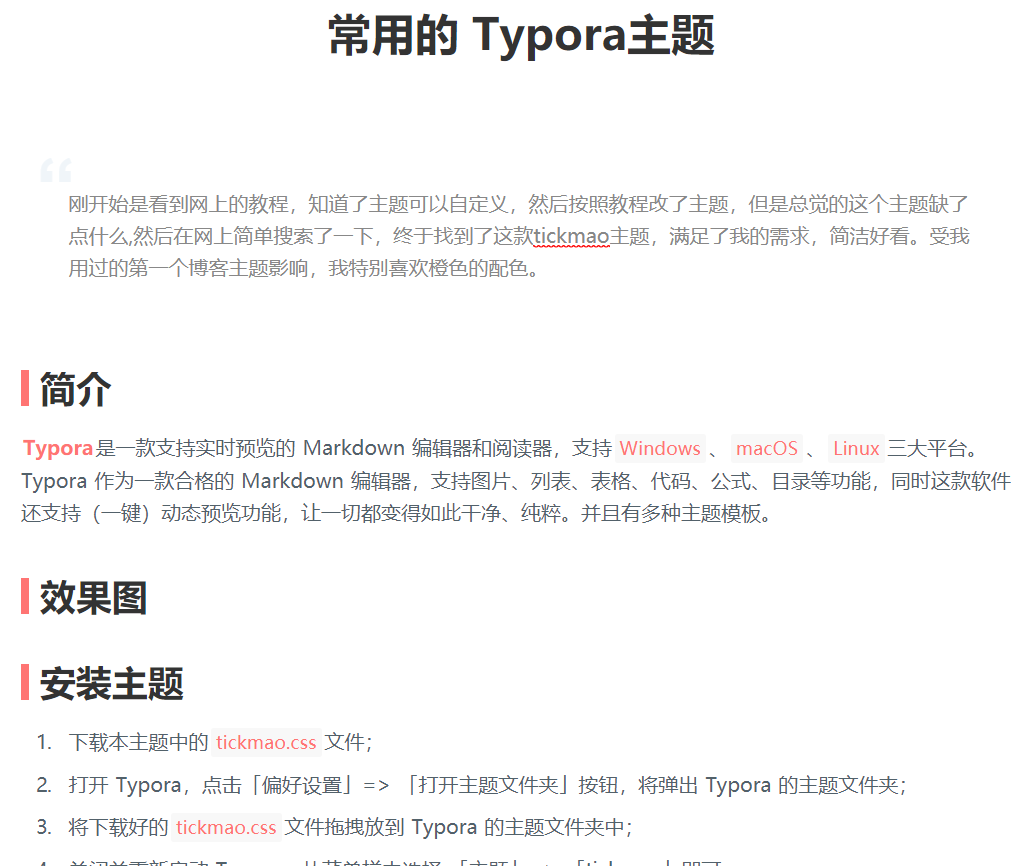 常用的 Typora主题
“
刚开始是看到网上的教程，知道了主题可以自定义，然后按照教程改了主题，但是总觉的这个主题缺了
点什么,然后在网上简单搜索了一下，终于找到了这款tickmao主题，满足了我的需求，简洁好看。受我
用过的第一个博客主题影响，我特别喜欢橙色的配色。
简介
Typora是一款支持实时预览的 Markdown 编辑器和阅读器，支持 Windows 、 macOS 、 Linux 三大平台。
Typora 作为一款合格的 Markdown 编辑器，支持图片、列表、表格、代码、公式、目录等功能，同时这款软件
还支持（一键）动态预览功能，让一切都变得如此干净、纯粹。并且有多种主题模板。
效果图
安装主题
1. 下载本主题中的 tickmao.css 文件；
2. 打开 Typora，点击「偏好设置」=> 「打开主题文件夹」按钮，将弹出 Typora 的主题文件夹；
3. 将下载好的 tickmao.css 文件拖拽放到 Typora 的主题文件夹中；